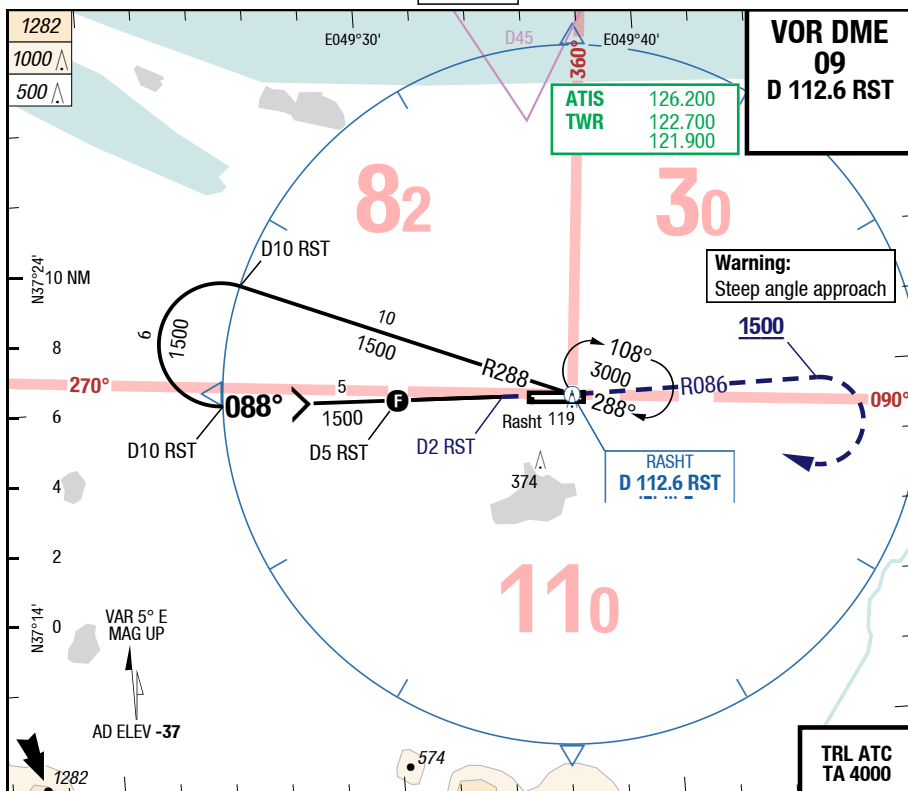 1282
1000
500
E049°30'
D45
360°
E049°40'
VOR DME
09
D 112.6 RST
ATIS 126.200
TWR 122.700
121.900
82
30
D10 RST
N37°24'
10 NM
Warning:
Steep angle approach
6
1500
10
1500
1500
8
R288
108°
3000
288°
R086
270°
5
088°
1500
F
090°
6
D10 RST
D5 RST
D2 RST
Rasht 119
RASHT
D 112.6 RST
374
4
2
110
N37°14'
0
VAR 5° E
MAG UP
AD ELEV -37
574
1282
TRL ATC
TA 4000